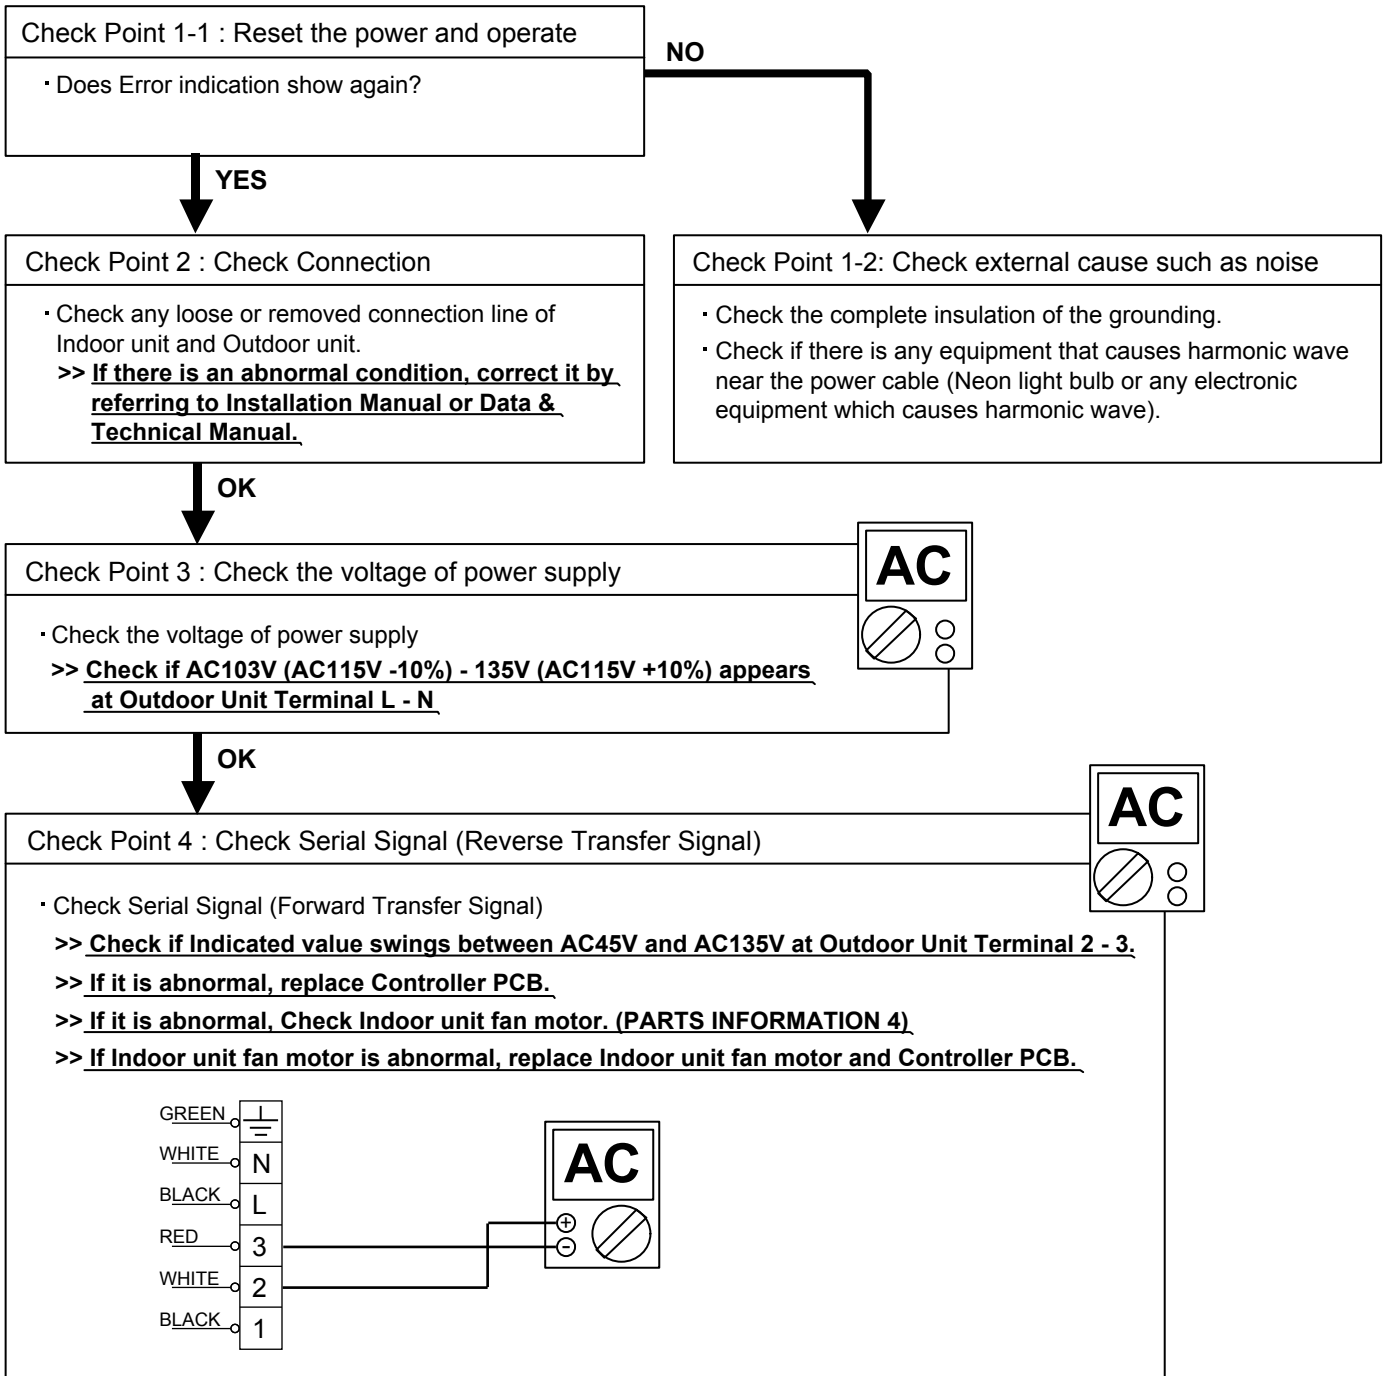 Check Point 1-1 : Reset the power and operate
· Does Error indication show again?
NO
YES
Check Point 2 : Check Connection
· Check any loose or removed connection line of
Indoor unit and Outdoor unit.
>> If there is an abnormal condition, correct it by
referring to Installation Manual or Data &
Technical Manual.
Check Point 1-2: Check external cause such as noise
· Check the complete insulation of the grounding.
· Check if there is any equipment that causes harmonic wave
near the power cable (Neon light bulb or any electronic
equipment which causes harmonic wave).
OK
Check Point 3 : Check the voltage of power supply
AC
· Check the voltage of power supply
>> Check if AC103V (AC115V -10%) - 135V (AC115V +10%) appears
at Outdoor Unit Terminal L - N
OK
Check Point 4 : Check Serial Signal (Reverse Transfer Signal)
AC
· Check Serial Signal (Forward Transfer Signal)
>> Check if Indicated value swings between AC45V and AC135V at Outdoor Unit Terminal 2 - 3.
>> If it is abnormal, replace Controller PCB.
>> If it is abnormal, Check Indoor unit fan motor. (PARTS INFORMATION 4)
>> If Indoor unit fan motor is abnormal, replace Indoor unit fan motor and Controller PCB.
GREEN
WHITE N
BLACK L
RED 3
WHITE 2
BLACK 1
AC
+
-